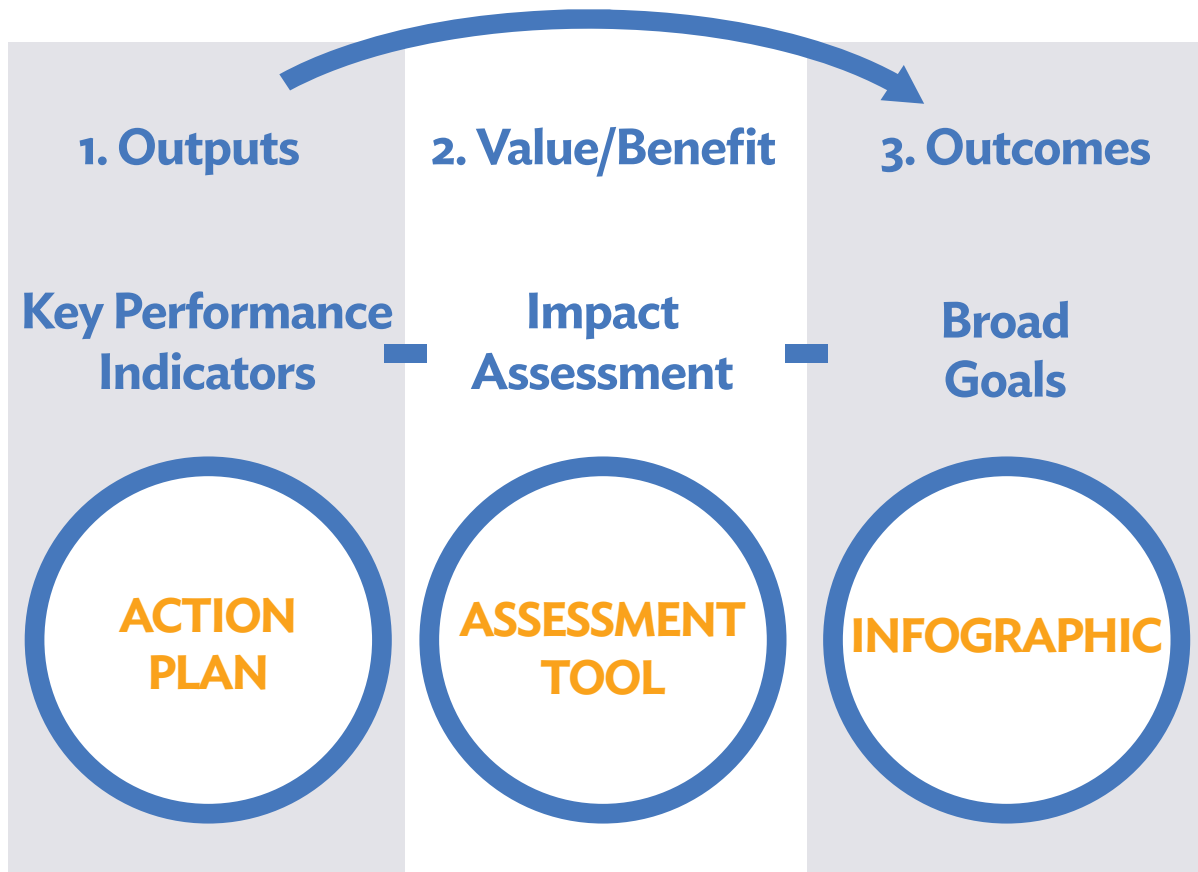 1. Outputs
2. Value/Benefit
3. Outcomes
Key Performance
Indicators
Impact
Assessment
Broad
Goals
ACTION
PLAN
ASSESSMENT
TOOL
INFOGRAPHIC